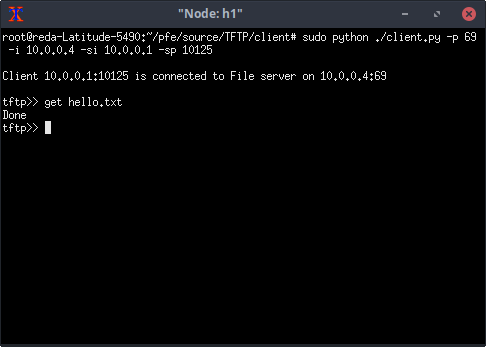 "Node: h1"
root@reda-Latitude-5490:~/pfe/source/TFTP/client# sudo python ./client.py -p 69
-i 10.0.0.4 -si 10.0.0.1 -sp 10125
Client 10.0.0.1:10125 is connected to File server on 10.0.0.4:69
tftp>> get hello.txt
Done
tftp>>